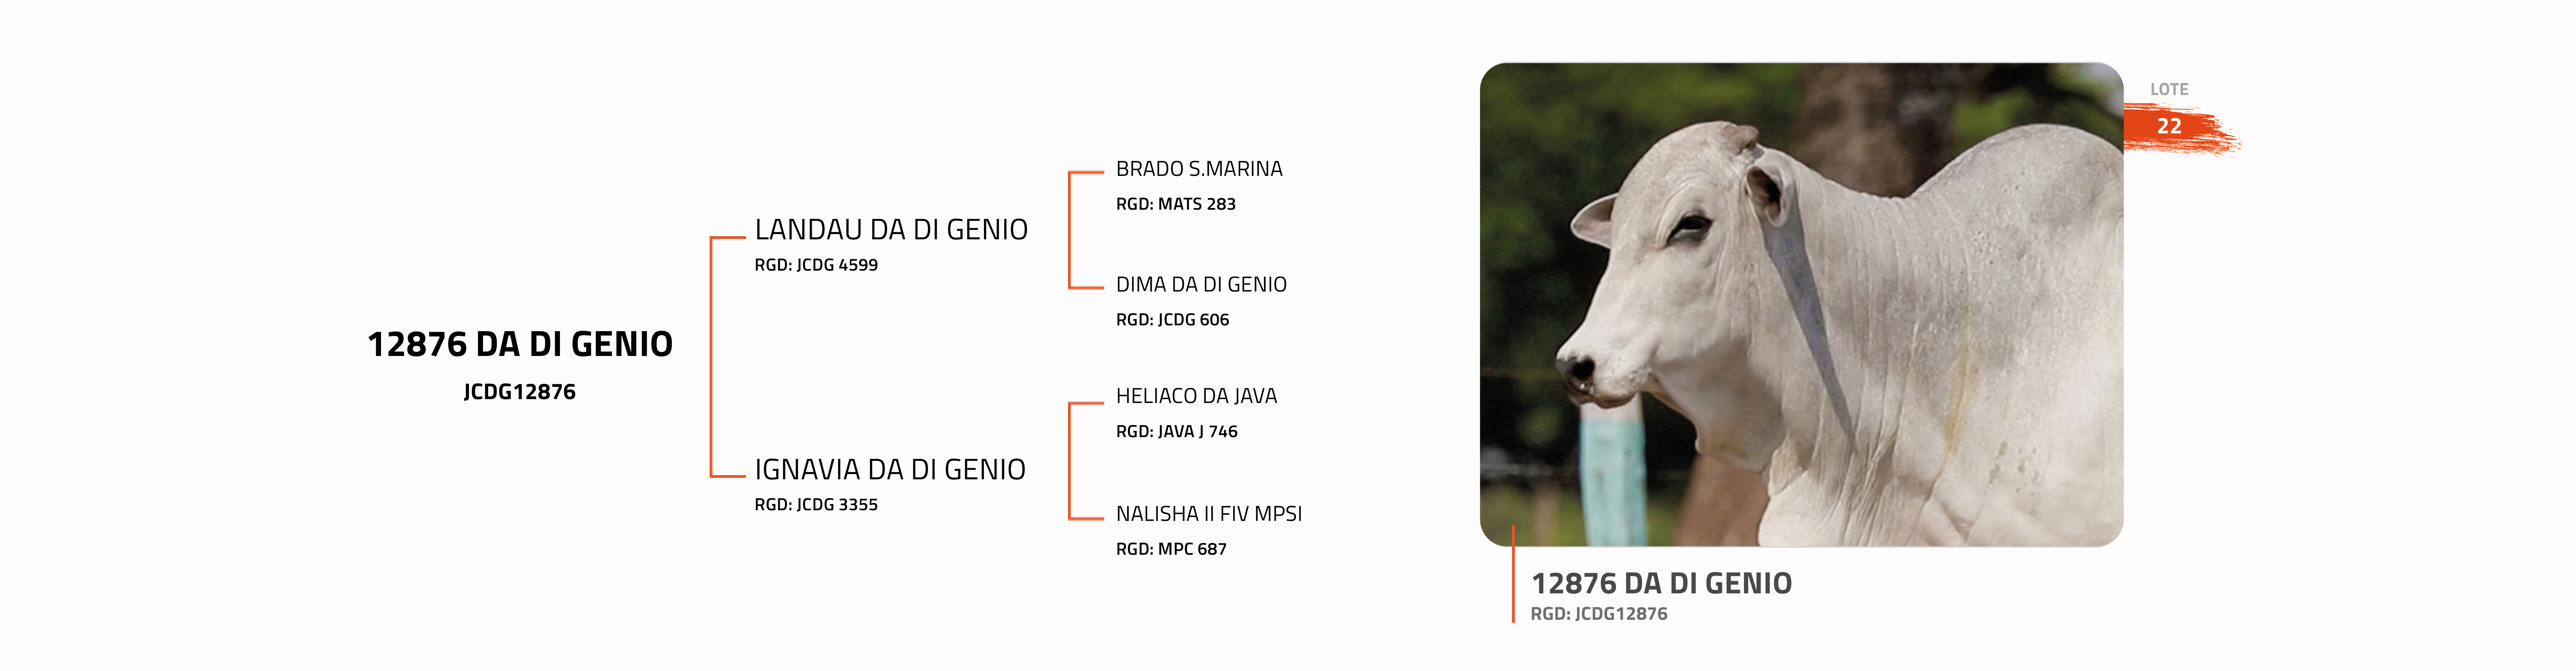 12876 DA DI GENIO
JCDG12876
LANDAU DA DI GENIO
RGD: JCDG 4599
IGNAVIA DA DI GENIO
RGD: JCDG 3355
BRADO S.MARINA
RGD: MATS 283
DIMA DA DI GENIO
RGD: JCDG 606
HELIACO DA JAVA
RGD: JAVA J 746
NALISHA II FIV MPSI
RGD: MPC 687
LOTE
22
12876 DA DI GENIO
RGD: JCDG12876